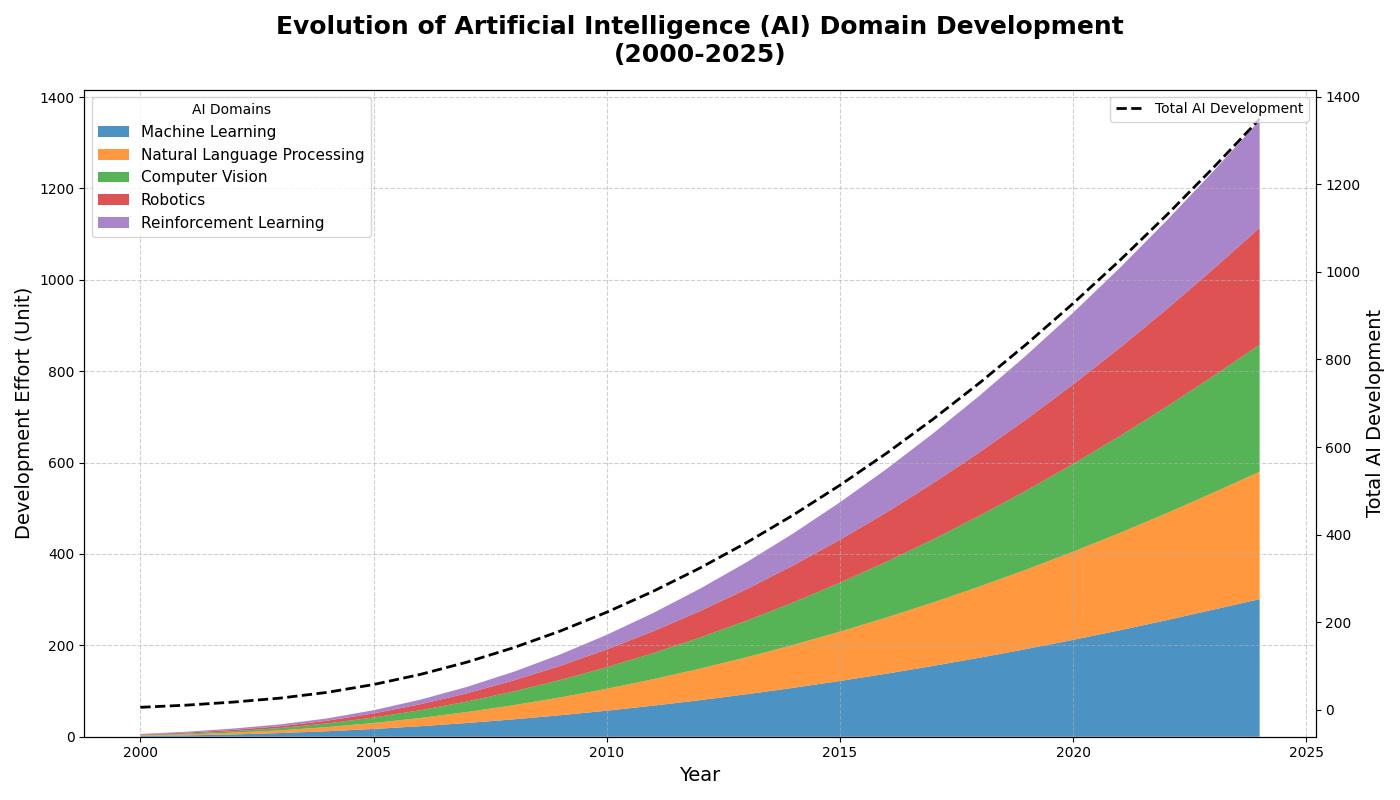 Evolution of Artificial Intelligence (AI) Domain Development
(2000-2025)
AI Domains
Machine Learning
Natural Language Processing
Computer Vision
Robotics
Reinforcement Learning
Total AI Development
Development Effort (Unit)
1400
1200
1000
800
600
400
200
0
1400
1200
1000
800
600
400
200
0
Total AI Development
2000 2005 2010 2015 2020 2025
Year